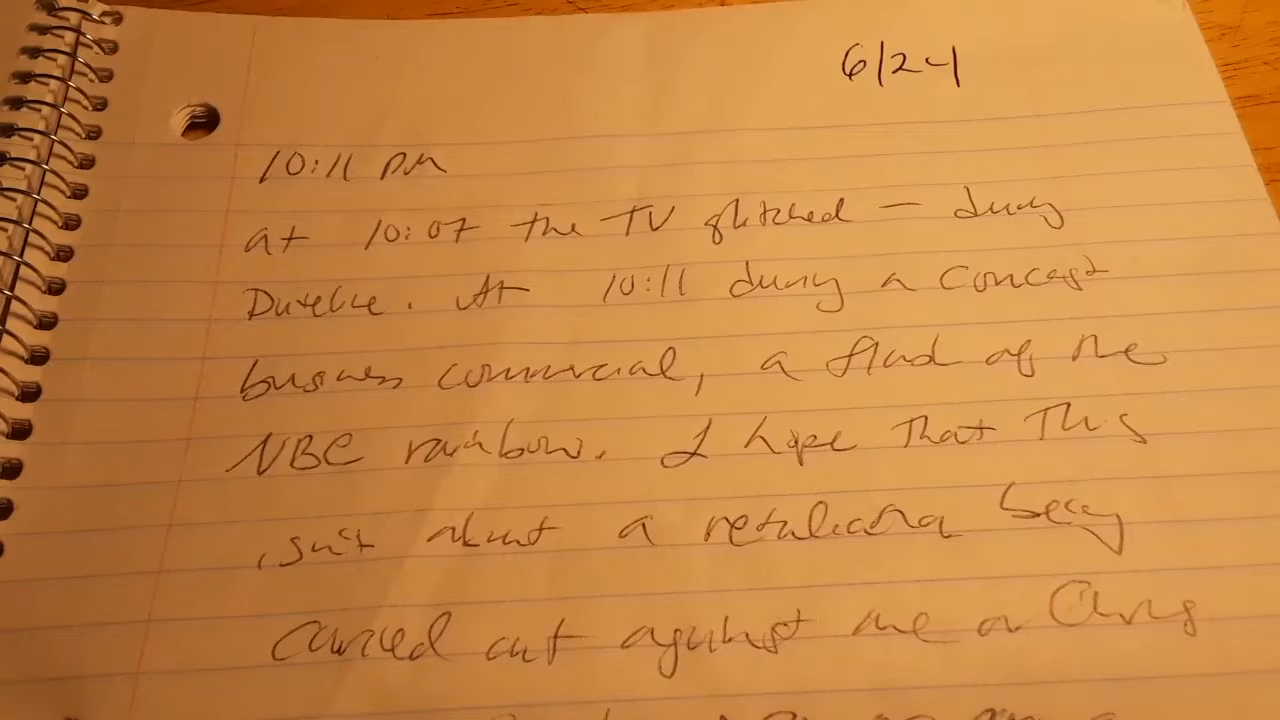 6/24
10:11 PM
at 10:07 the TV glitched — during
Dateline. At 10:11 during a Comcast
business commercial, a flash of the
NBC rainbow. I hope that this
isn't about a retaliation being
carried out against me or Chris